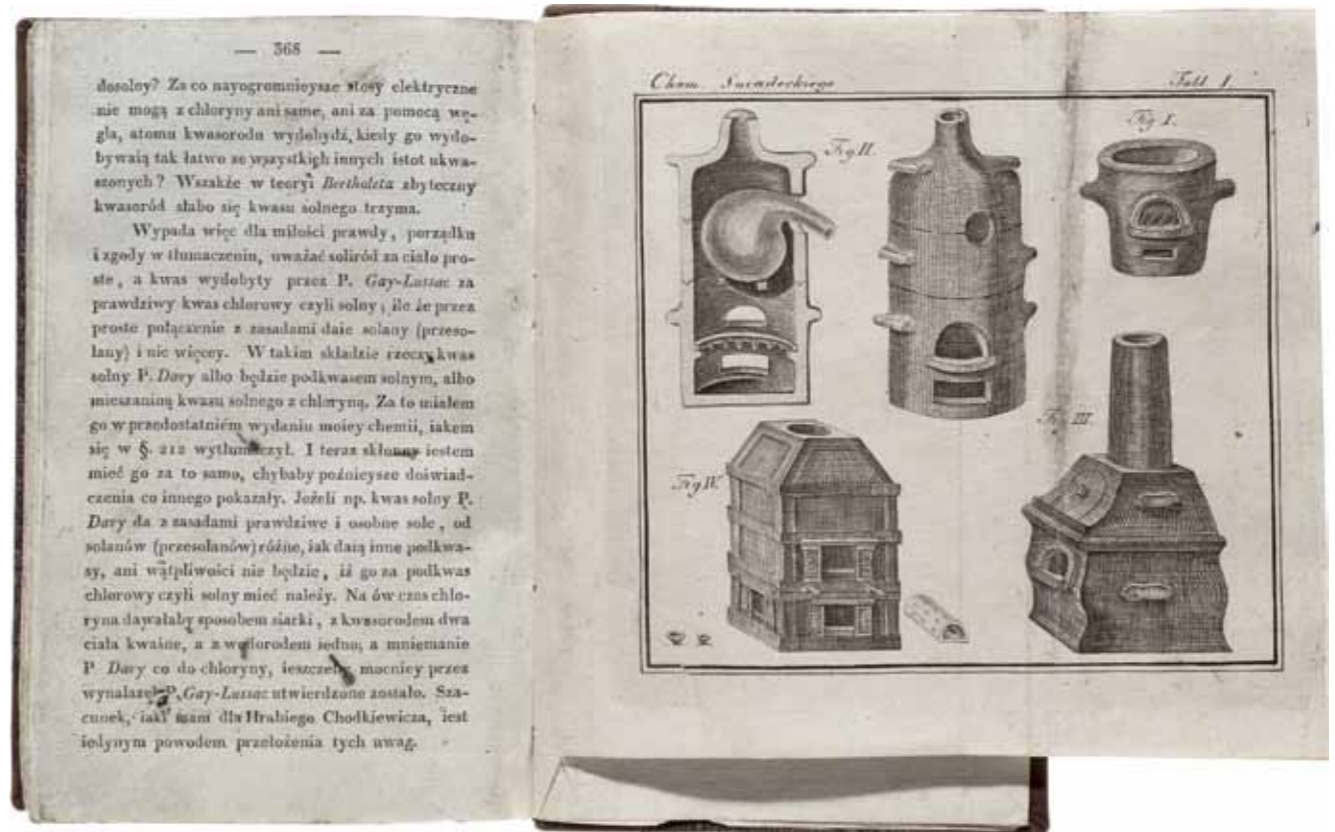 — 368 —
dosolny? Za co nayogromnieysze stosy elektryczne
nie mogą z chloryny ani same, ani za pomocą wę-
gla, atomu kwasorodu wydobydź, kiedy go wydo-
bywaią tak łatwo ze wszystkich innych istot ukwa-
szonych? Wszakże w teoryi Bertholeta zbyteczny
kwasoród słabo się kwasu solnego trzyma.
Wypada więc dla miłości prawdy, porządku
i zgody w tłumaczeniu, uważać soliród za ciało pro-
ste, a kwas wydobyty przez P. Gay-Lussac za
prawdziwy kwas chlorowy czyli solny; ile że przez
proste połączenie z zasadami daie solany (przeso-
lany) i nic więcey. W takim składzie rzeczy kwas
solny P. Davy albo będzie podkwasem solnym, albo
mieszaniną kwasu solnego z chloryną. Za to miałem
go w przedostatniém wydaniu moiey chemii, iakem
się w §. 212 wytłumaczył. I teraz skłonny iestem
mieć go za to samo, chybaby poźnieysze doświad-
czenia co innego pokazały. Jeżeli np. kwas solny P.
Davy da z zasadami prawdziwe i osobne sole, od
solanów (przesolanów) różne, iak daią inne podkwa-
sy, ani wątpliwości nie będzie, iż go za podkwas
chlorowy czyli solny mieć należy. Na ów czas chlo-
ryna dawałaby sposobem siarki, z kwasorodem dwa
ciała kwaśne, a z wodorodem iedno; a mniemanie
P Davy co do chloryny, ieszczeby mocniey przez
wynalazek P. Gay-Lussac utwierdzone zostało. Sza-
cunek, iaki mam dla Hrabiego Chodkiewicza, iest
iedynym powodem przełożenia tych uwag.
Chem. Sniadeckiego
Tabl. I.
Fig II.
Fig I.
Fig III.
Fig IV.